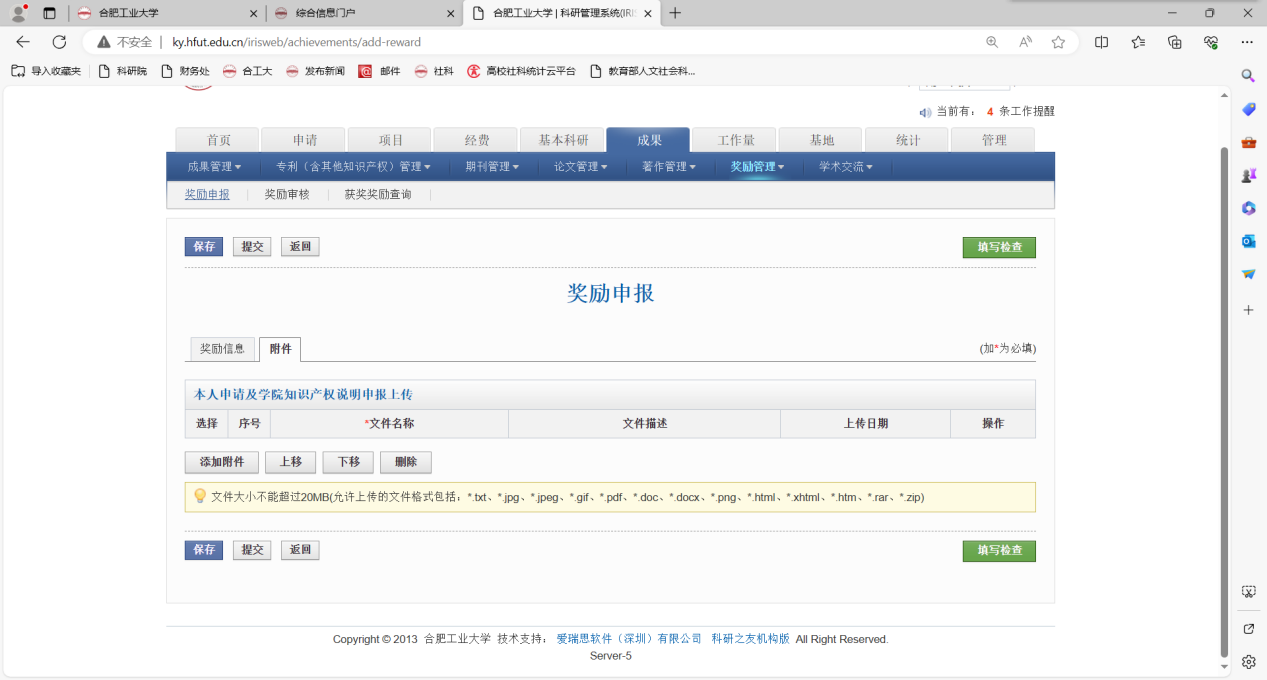 合肥工业大学
综合信息门户
合肥工业大学 | 科研管理系统(IRIS
不安全 | ky.hfut.edu.cn/irisweb/achievements/add-reward
导入收藏夹 科研院 财务处 合工大 发布新闻 邮件 社科 高校社科统计云平台 教育部人文社会科...
当前有： 4 条工作提醒
首页 申请 项目 经费 基本科研 成果 工作量 基地 统计 管理
成果管理 专利（含其他知识产权）管理 期刊管理 论文管理 著作管理 奖励管理 学术交流
奖励申报 奖励审核 获奖奖励查询
保存 提交 返回 填写检查
奖励申报
奖励信息 附件 (加*为必填)
本人申请及学院知识产权说明申报上传
选择 序号 *文件名称 文件描述 上传日期 操作
添加附件 上移 下移 删除
文件大小不能超过20MB(允许上传的文件格式包括：*.txt、*.jpg、*.jpeg、*.gif、*.pdf、*.doc、*.docx、*.png、*.html、*.xhtml、*.htm、*.rar、*.zip)
保存 提交 返回 填写检查
Copyright © 2013 合肥工业大学 技术支持： 爱瑞思软件（深圳）有限公司 科研之友机构版 All Right Reserved.
Server-5